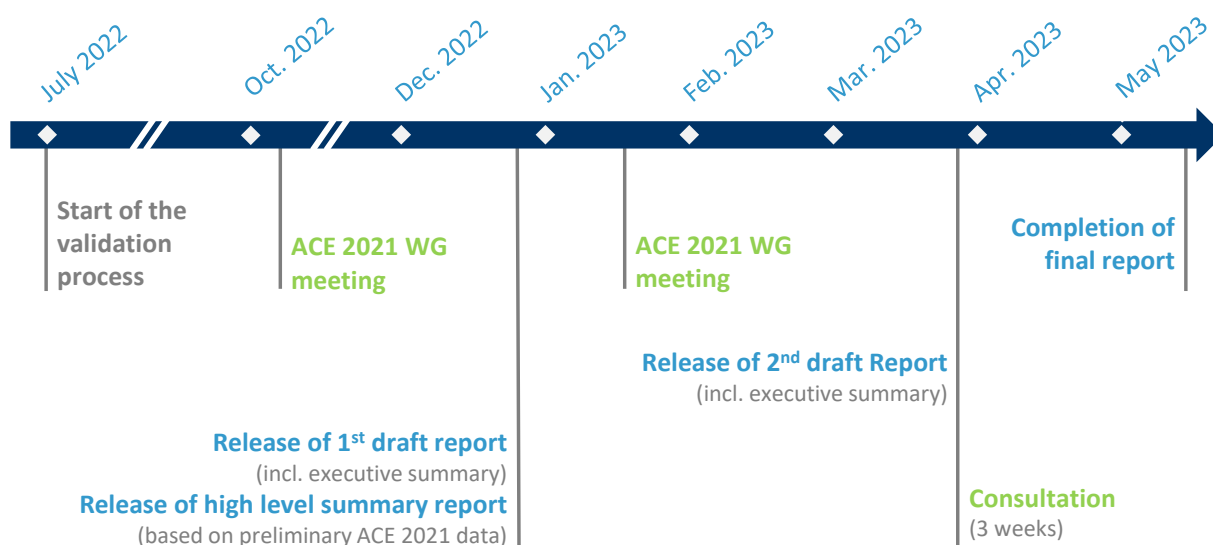 July 2022
Oct. 2022
Dec. 2022
Jan. 2023
Feb. 2023
Mar. 2023
Apr. 2023
May 2023
Start of the
validation
process
ACE 2021 WG
meeting
ACE 2021 WG
meeting
Completion of
final report
Release of 2nd draft Report
(incl. executive summary)
Release of 1st draft report
(incl. executive summary)
Release of high level summary report
(based on preliminary ACE 2021 data)
Consultation
(3 weeks)